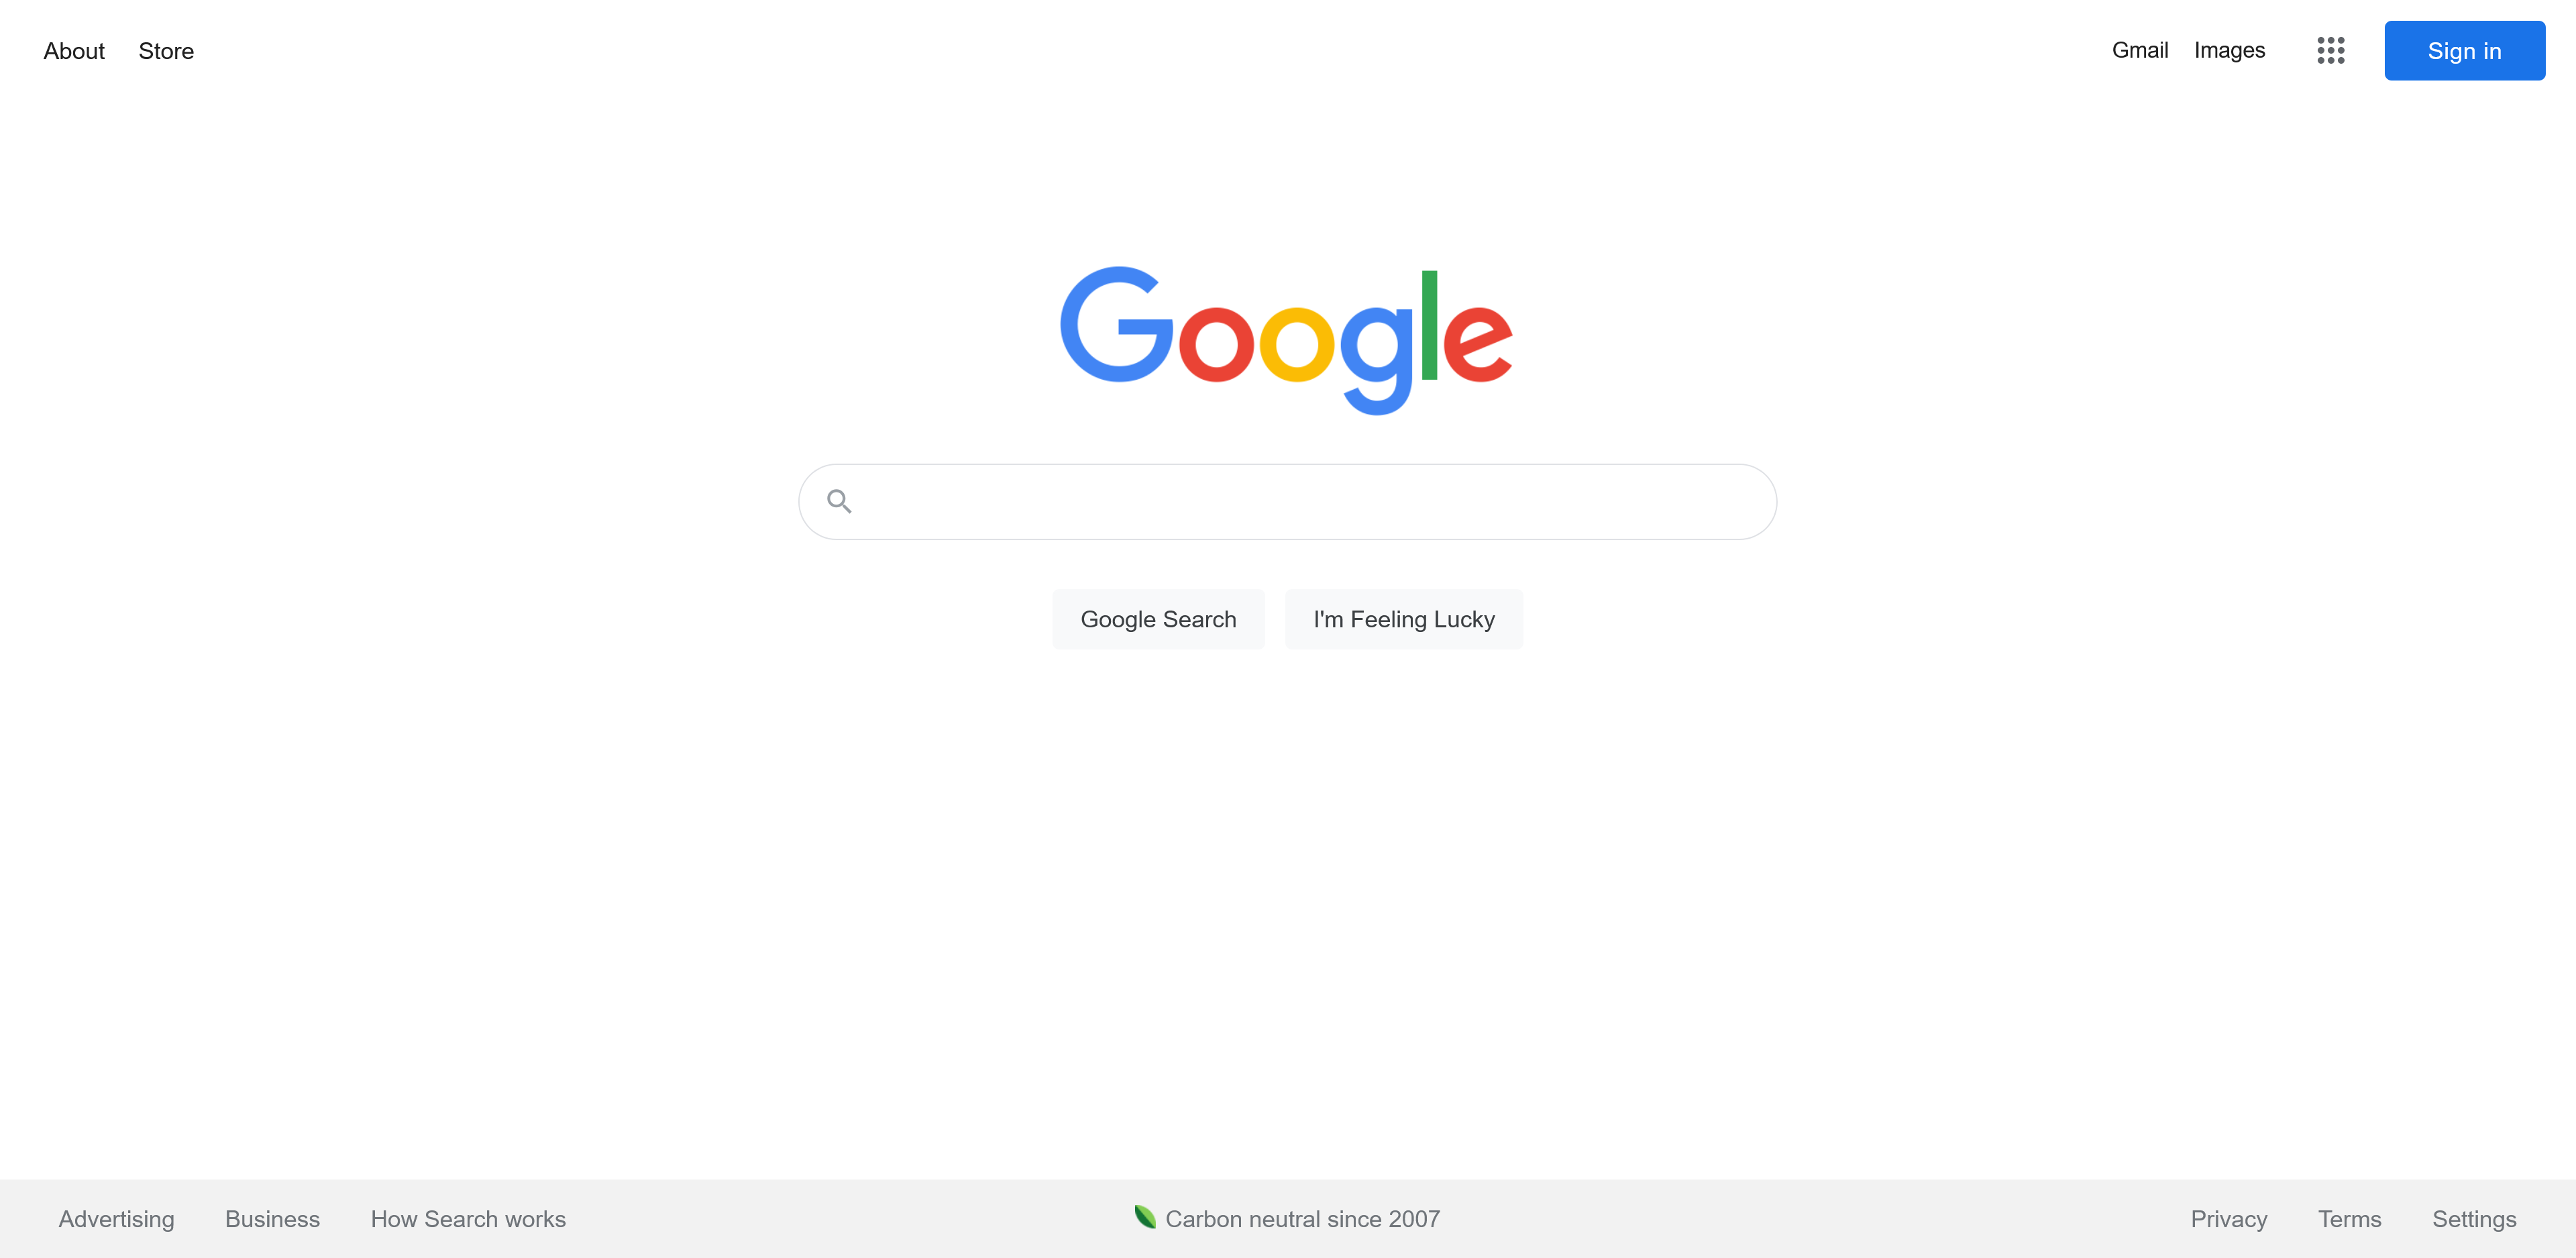 About Store Gmail Images Sign in
Google
Google Search I'm Feeling Lucky
Advertising Business How Search works Carbon neutral since 2007 Privacy Terms Settings